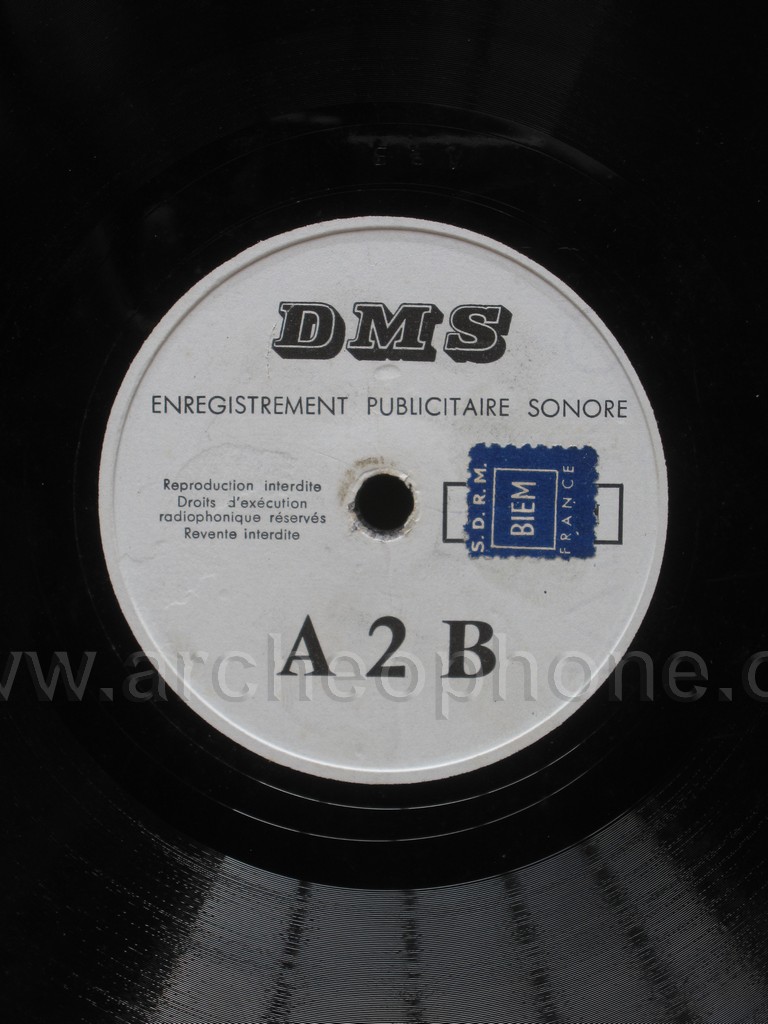 DMS
ENREGISTREMENT PUBLICITAIRE SONORE
Reproduction interdite
Droits d'exécution
radiophonique réservés
Revente interdite
S.D.R.M.
BIEM
FRANCE
A 2 B
www.archeophone.